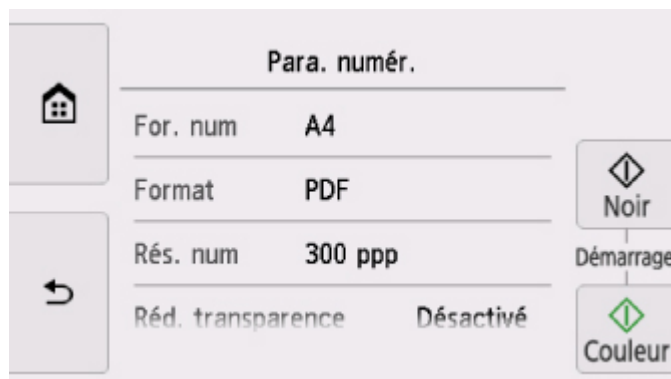 Para. numér.
For. num A4
Format PDF
Rés. num 300 ppp
Réd. transparence Désactivé
Noir
Démarrage
Couleur